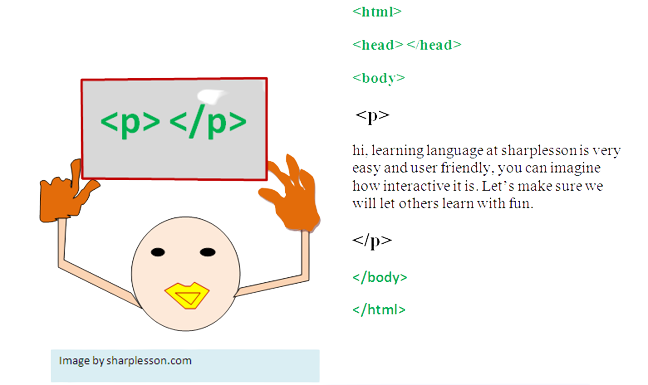 <p> </p>
Image by sharplesson.com
<html>
<head> </head>
<body>
<p>
hi, learning language at sharplesson is very
easy and user friendly, you can imagine
how interactive it is. Let`s make sure we
will let others learn with fun.
</p>
</body>
</html>